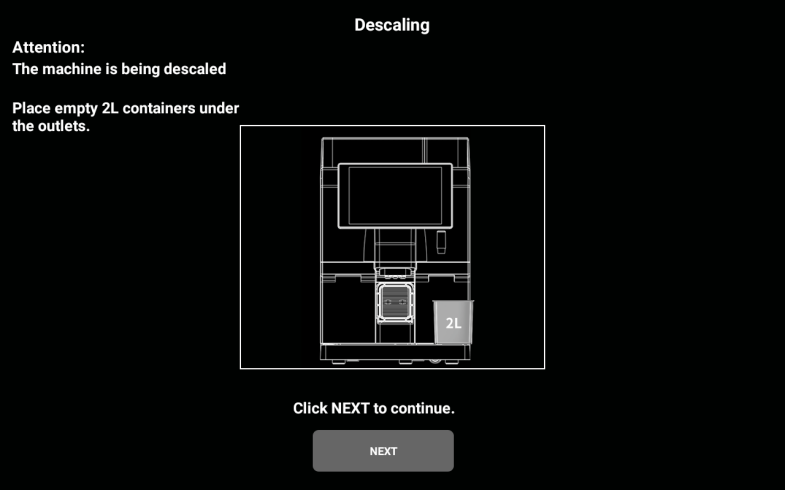 Descaling
Attention:
The machine is being descaled
Place empty 2L containers under
the outlets.
2L
Click NEXT to continue.
NEXT